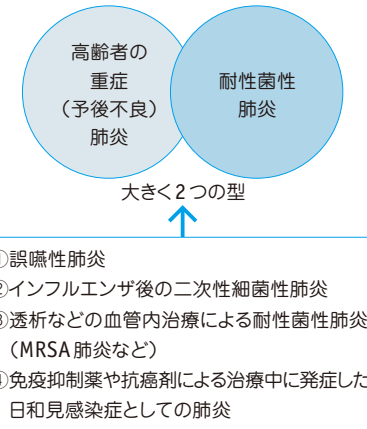 高齢者の
重症
（予後不良）
肺炎
耐性菌性
肺炎
大きく2つの型
①誤嚥性肺炎
②インフルエンザ後の二次性細菌性肺炎
③透析などの血管内治療による耐性菌性肺炎
（MRSA肺炎など）
④免疫抑制薬や抗癌剤による治療中に発症した
日和見感染症としての肺炎